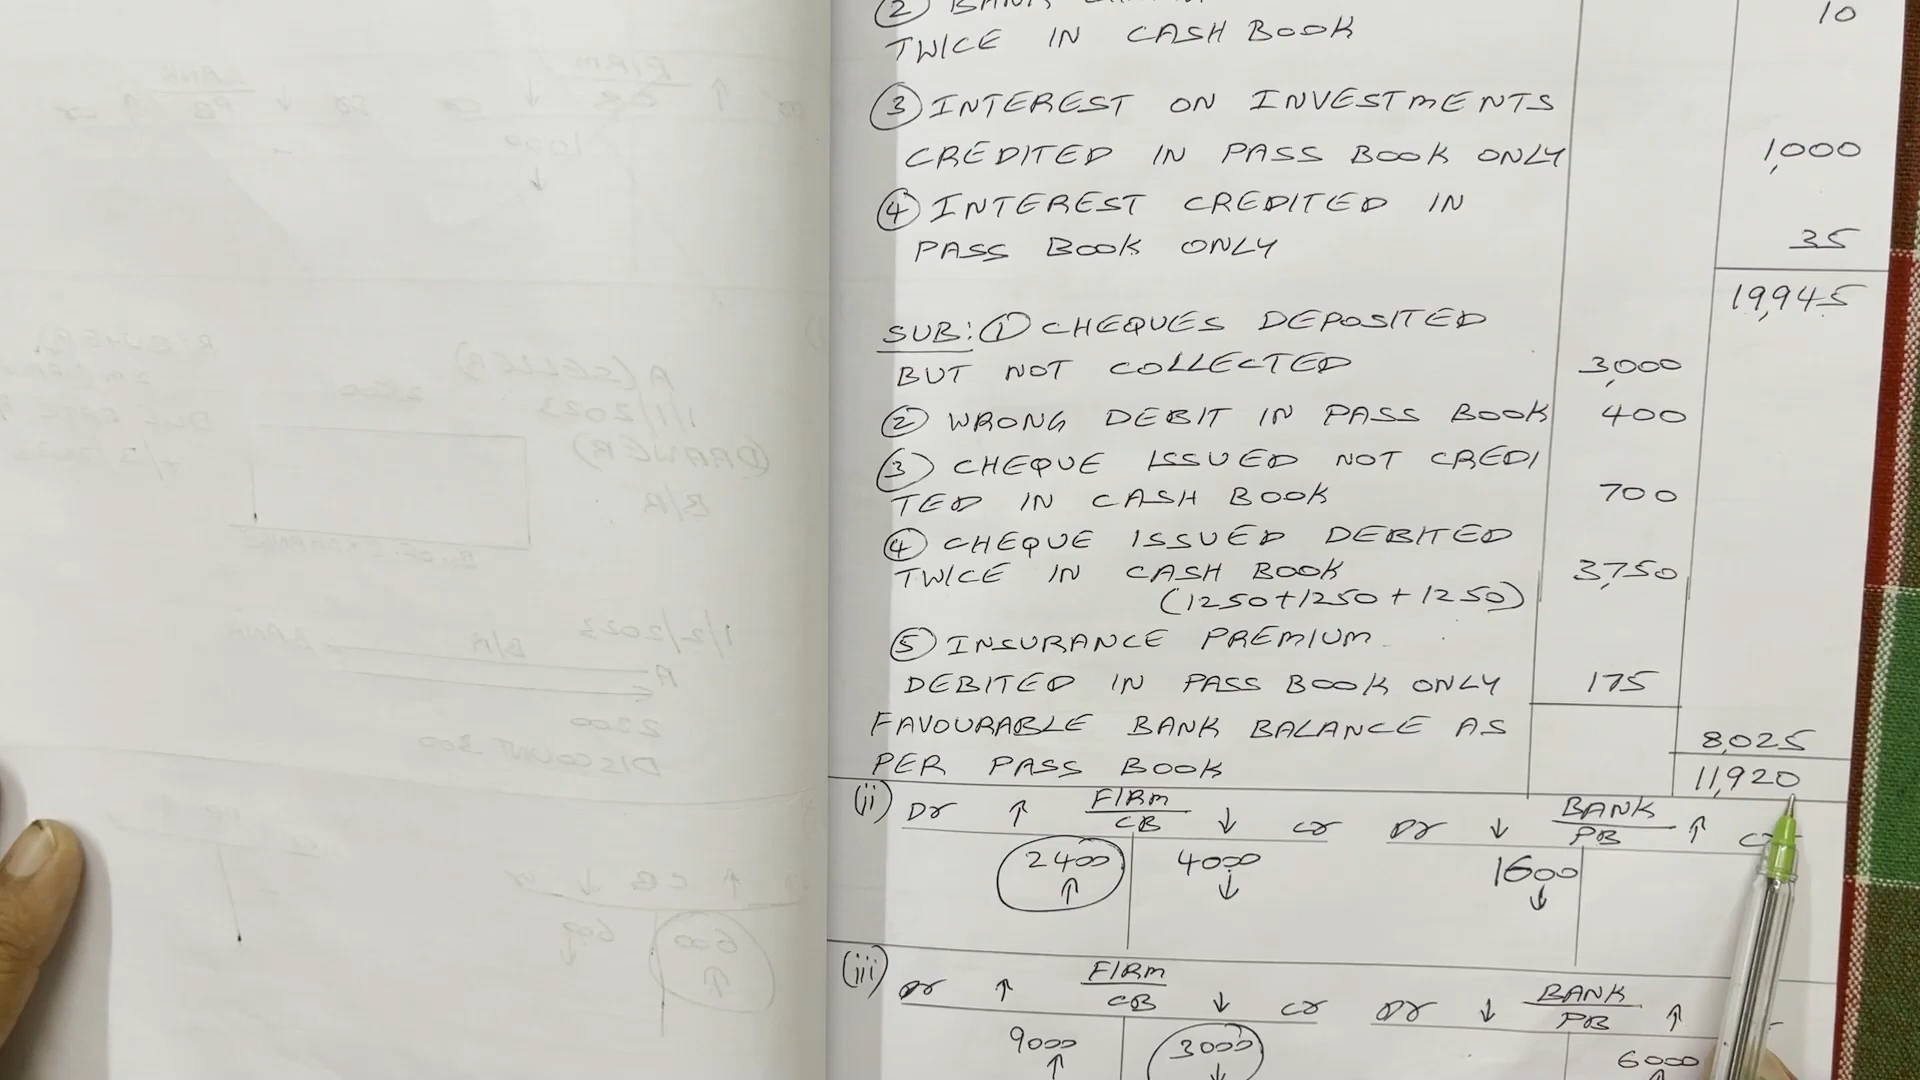 ② BANK
TWICE IN CASH BOOK 10
③ INTEREST ON INVESTMENTS
CREDITED IN PASS BOOK ONLY 1,000
④ INTEREST CREDITED IN
PASS BOOK ONLY 35
19,945
SUB: ① CHEQUES DEPOSITED
BUT NOT COLLECTED 3,000
② WRONG DEBIT IN PASS BOOK 400
③ CHEQUE ISSUED NOT CREDI
TED IN CASH BOOK 700
④ CHEQUE ISSUED DEBITED
TWICE IN CASH BOOK 3,750
(1250+1250+1250)
⑤ INSURANCE PREMIUM
DEBITED IN PASS BOOK ONLY 175
FAVOURABLE BANK BALANCE AS 8,025
PER PASS BOOK 11,920
(ii) Dr ↑ FIRM ↓ Cr Dr ↓ BANK ↑
CB PB
2400 4000 1600
↑ ↓ ↓
(iii) Dr ↑ FIRM ↓ Cr Dr ↓ BANK ↑
CB PB
9000 3000 6000
↑ ↓